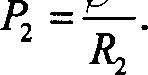 P₂ = —/R₂.